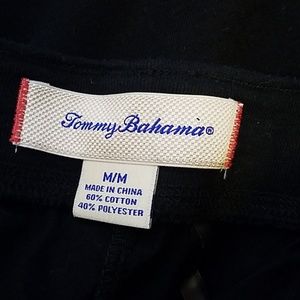 Tommy Bahama®
M/M
MADE IN CHINA
60% COTTON
40% POLYESTER